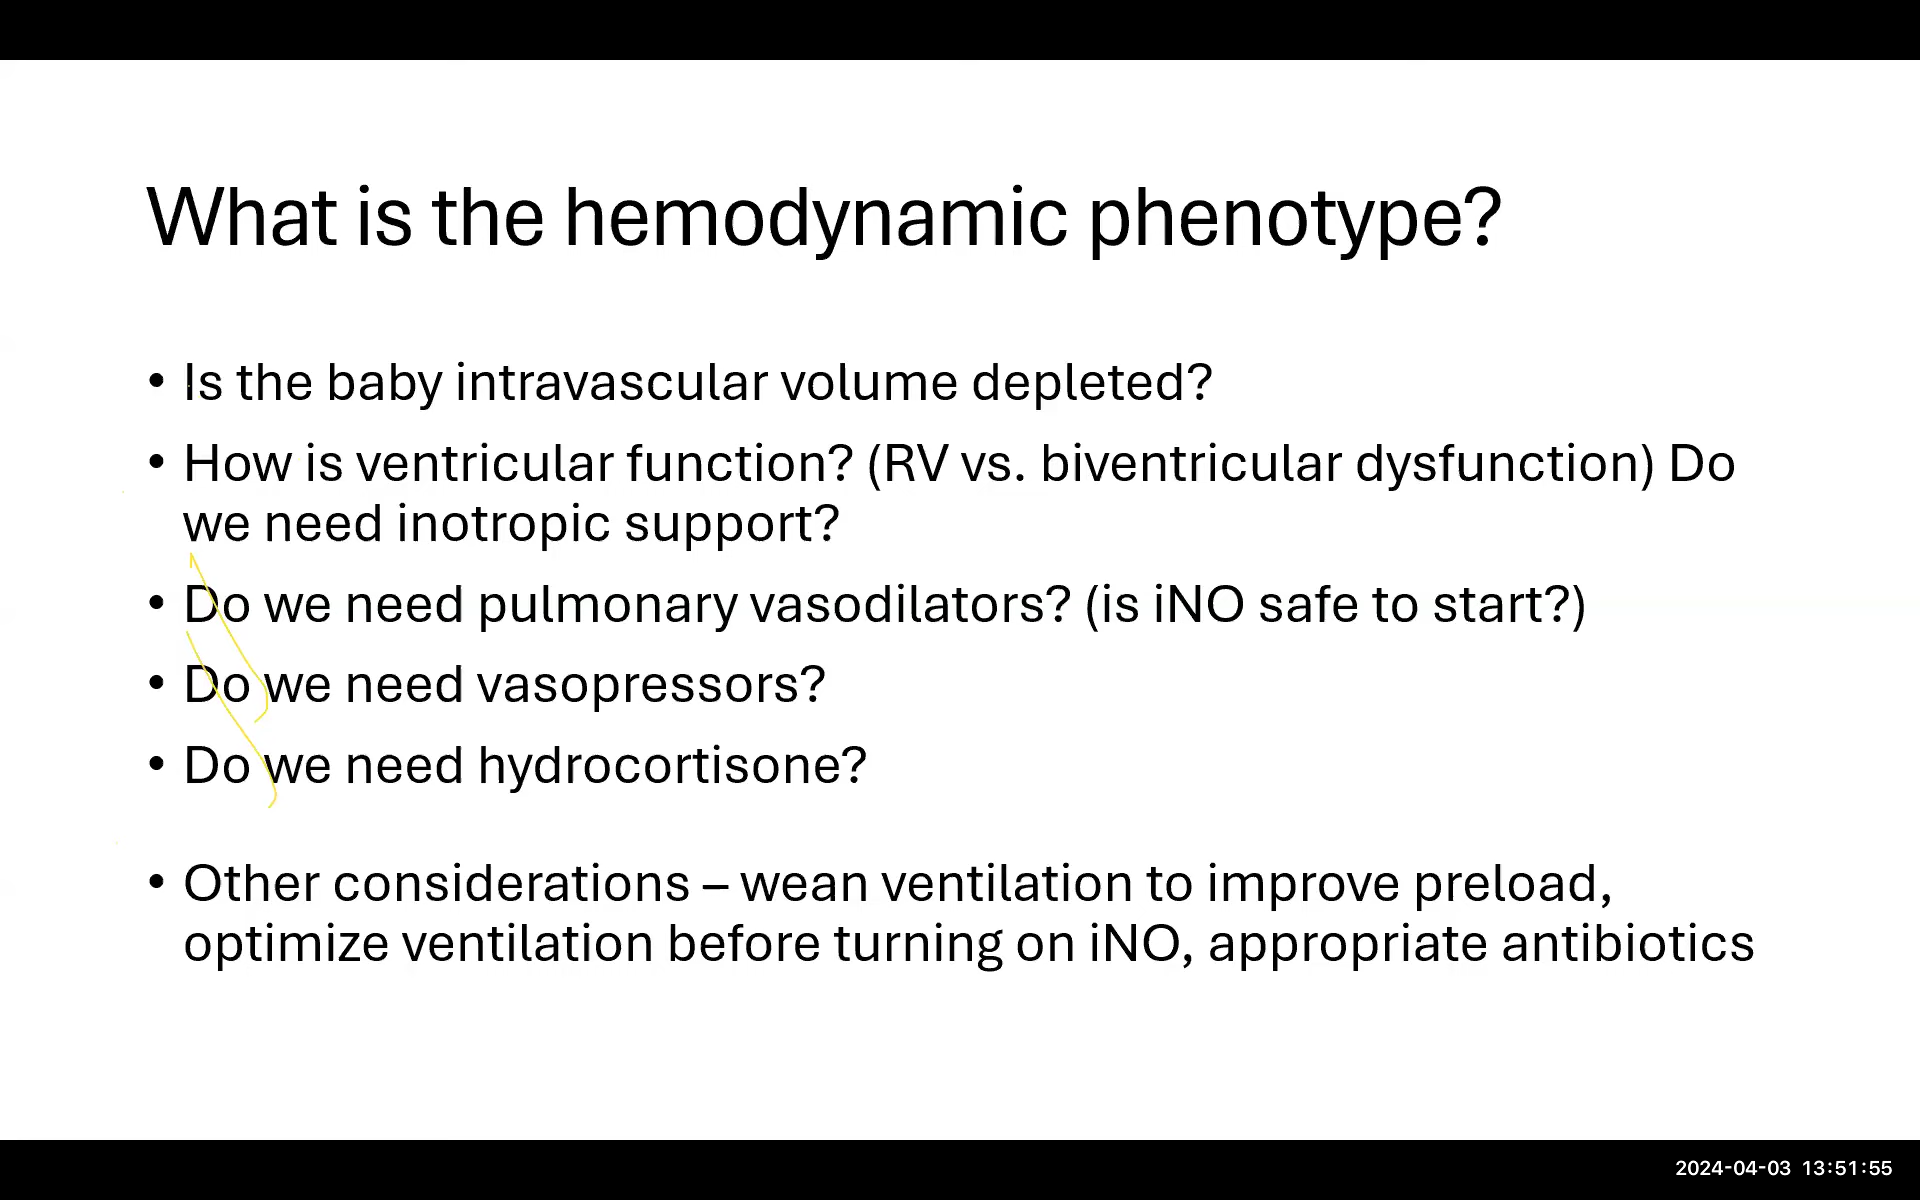 What is the hemodynamic phenotype?
• Is the baby intravascular volume depleted?
• How is ventricular function? (RV vs. biventricular dysfunction) Do
we need inotropic support?
• Do we need pulmonary vasodilators? (is iNO safe to start?)
• Do we need vasopressors?
• Do we need hydrocortisone?
• Other considerations – wean ventilation to improve preload,
optimize ventilation before turning on iNO, appropriate antibiotics
2024-04-03 13:51:55